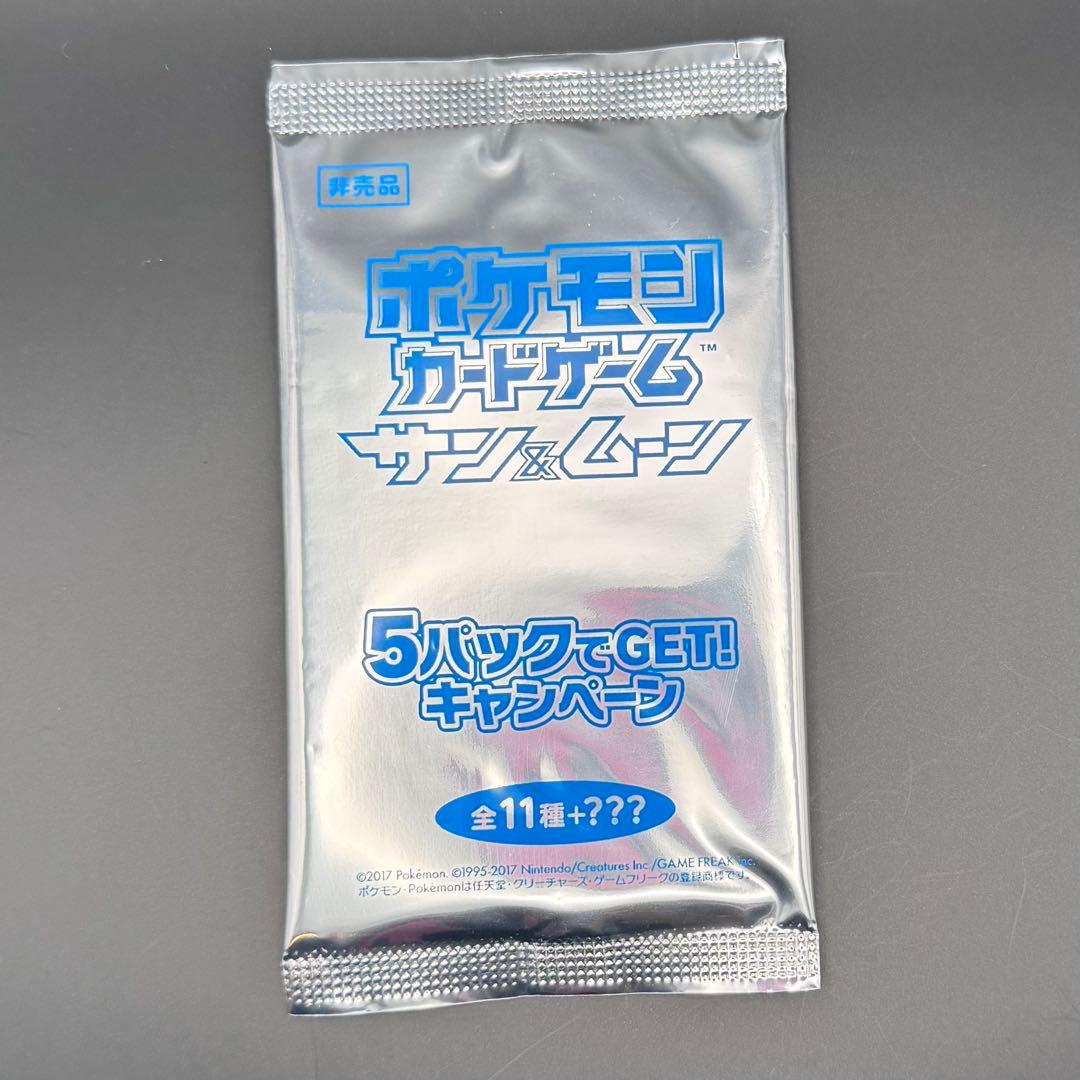 非売品
ポケモン
カードゲーム™
サン&ムーン
5パックでGET!
キャンペーン
全11種+???
©2017 Pokémon. ©1995-2017 Nintendo/Creatures Inc./GAME FREAK inc.
ポケモン・Pokémonは任天堂・クリーチャーズ・ゲームフリークの登録商標です。